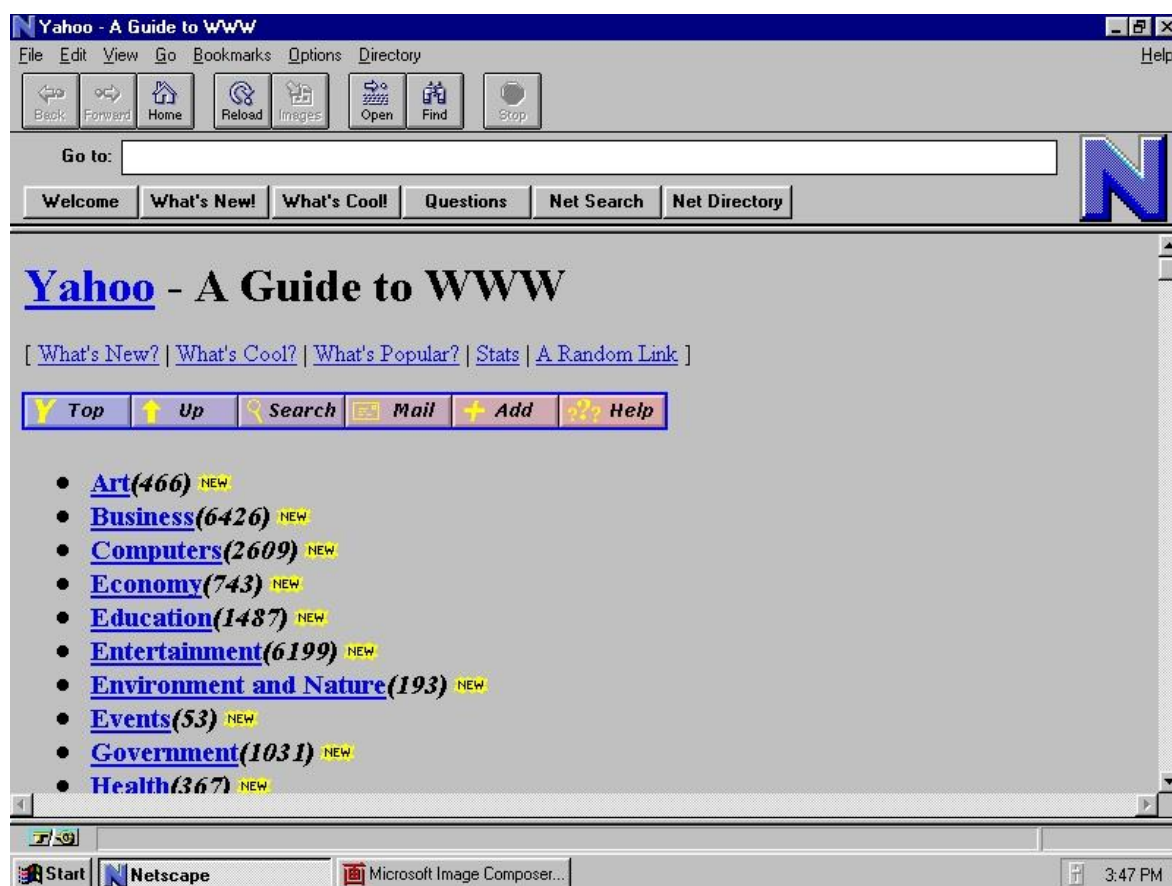 Yahoo - A Guide to WWW
File Edit View Go Bookmarks Options Directory Help
Back Forward Home Reload Images Open Find Stop
Go to:
Welcome What's New! What's Cool! Questions Net Search Net Directory
Yahoo - A Guide to WWW
[ What's New? | What's Cool? | What's Popular? | Stats | A Random Link ]
Y Top Up Search Mail + Add ??? Help
Art(466) NEW
Business(6426) NEW
Computers(2609) NEW
Economy(743) NEW
Education(1487) NEW
Entertainment(6199) NEW
Environment and Nature(193) NEW
Events(53) NEW
Government(1031) NEW
Health(367) NEW
Start Netscape Microsoft Image Composer... 3:47 PM